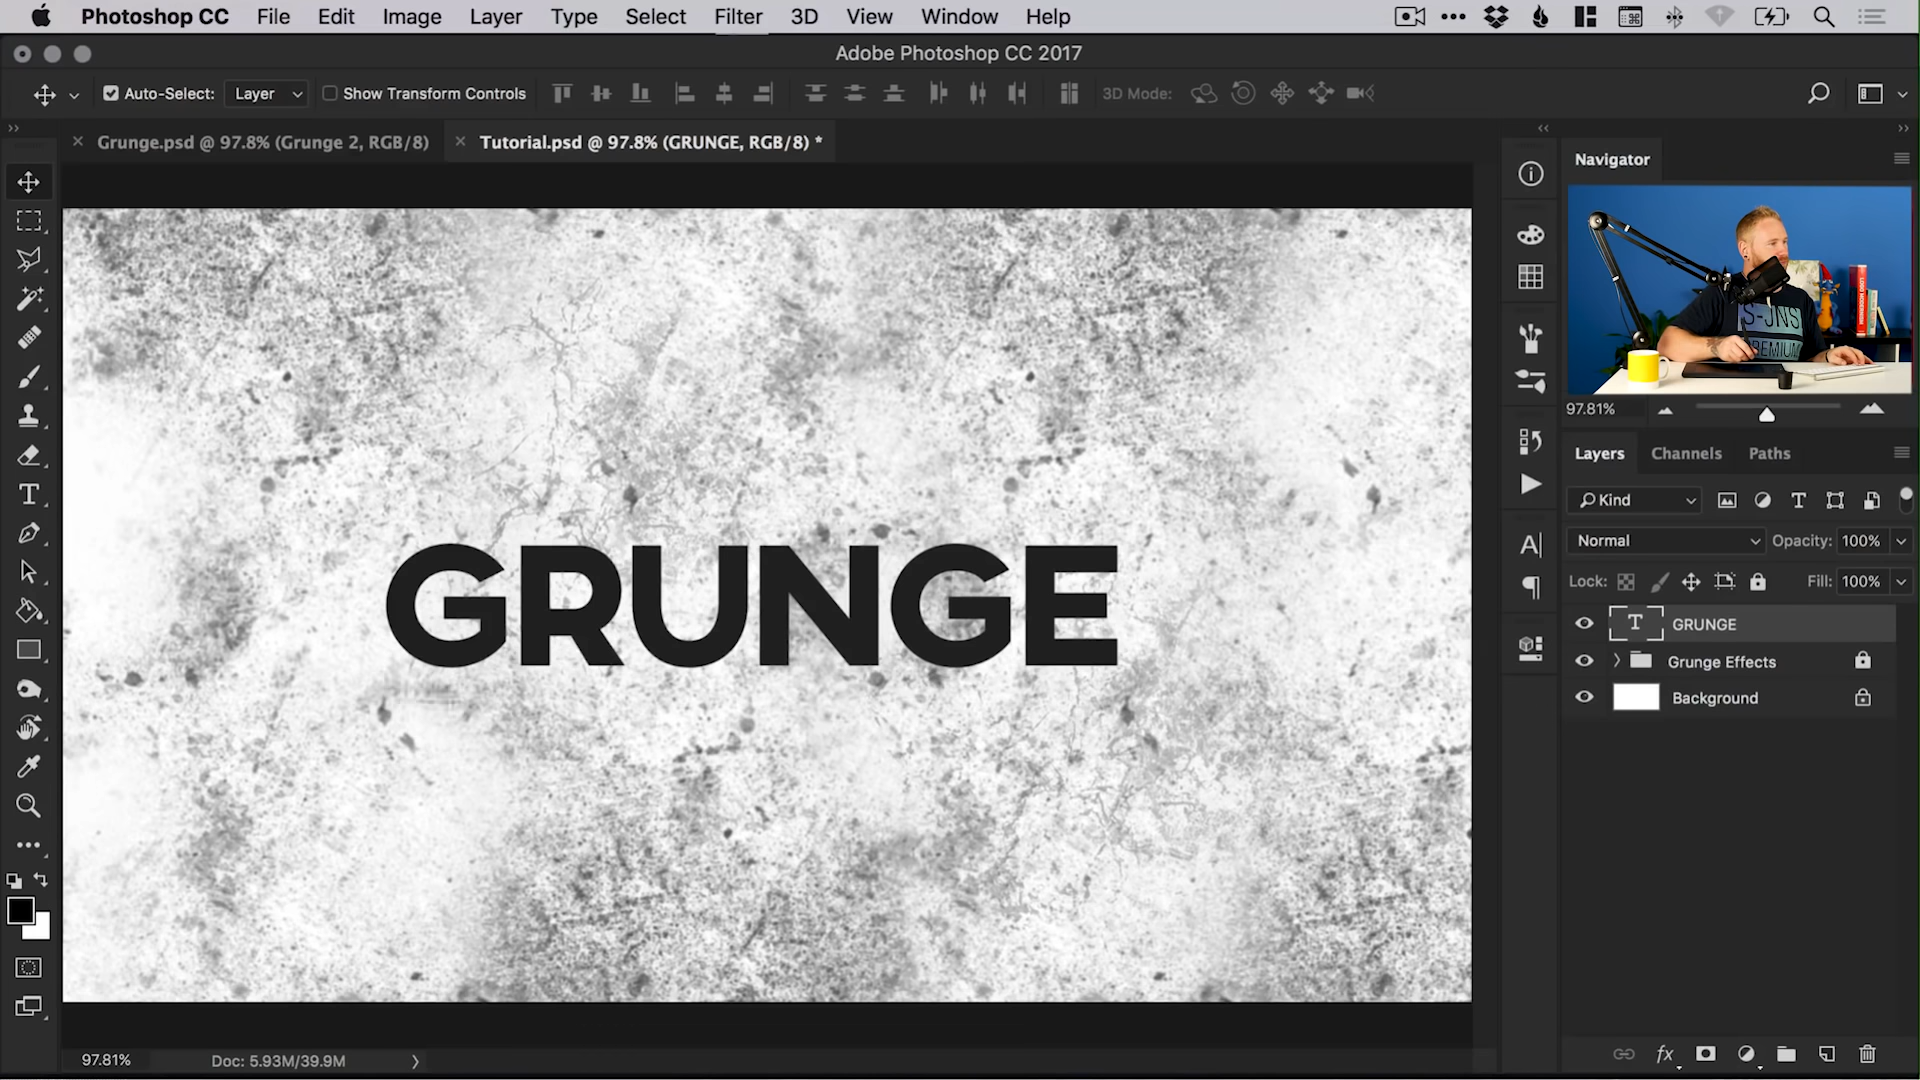 Photoshop CC File Edit Image Layer Type Select Filter 3D View Window Help
Adobe Photoshop CC 2017
Auto-Select: Layer Show Transform Controls 3D Mode:
Grunge.psd @ 97.8% (Grunge 2, RGB/8) Tutorial.psd @ 97.8% (GRUNGE, RGB/8) *
Navigator
S-JNS
PREMIUM
97.81%
Layers Channels Paths
Kind
Normal Opacity: 100%
Lock: Fill: 100%
GRUNGE
GRUNGE
Grunge Effects
Background
97.81% Doc: 5.93M/39.9M